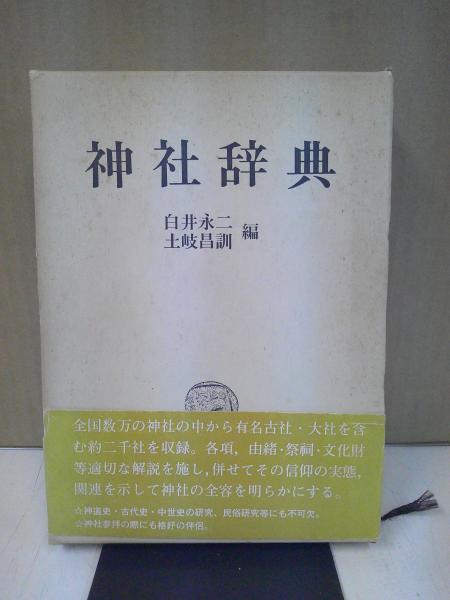 神社辞典
白井永二
土岐昌訓
編
全国数万の神社の中から有名古社・大社を含
む約二千社を収録。各項，由緒・祭祠・文化財
等適切な解説を施し，併せてその信仰の実態，
関連を示して神社の全容を明らかにする。
☆神道史・古代史・中世史の研究、民俗研究等にも不可欠。
☆神社参拝の際にも格好の伴侶。